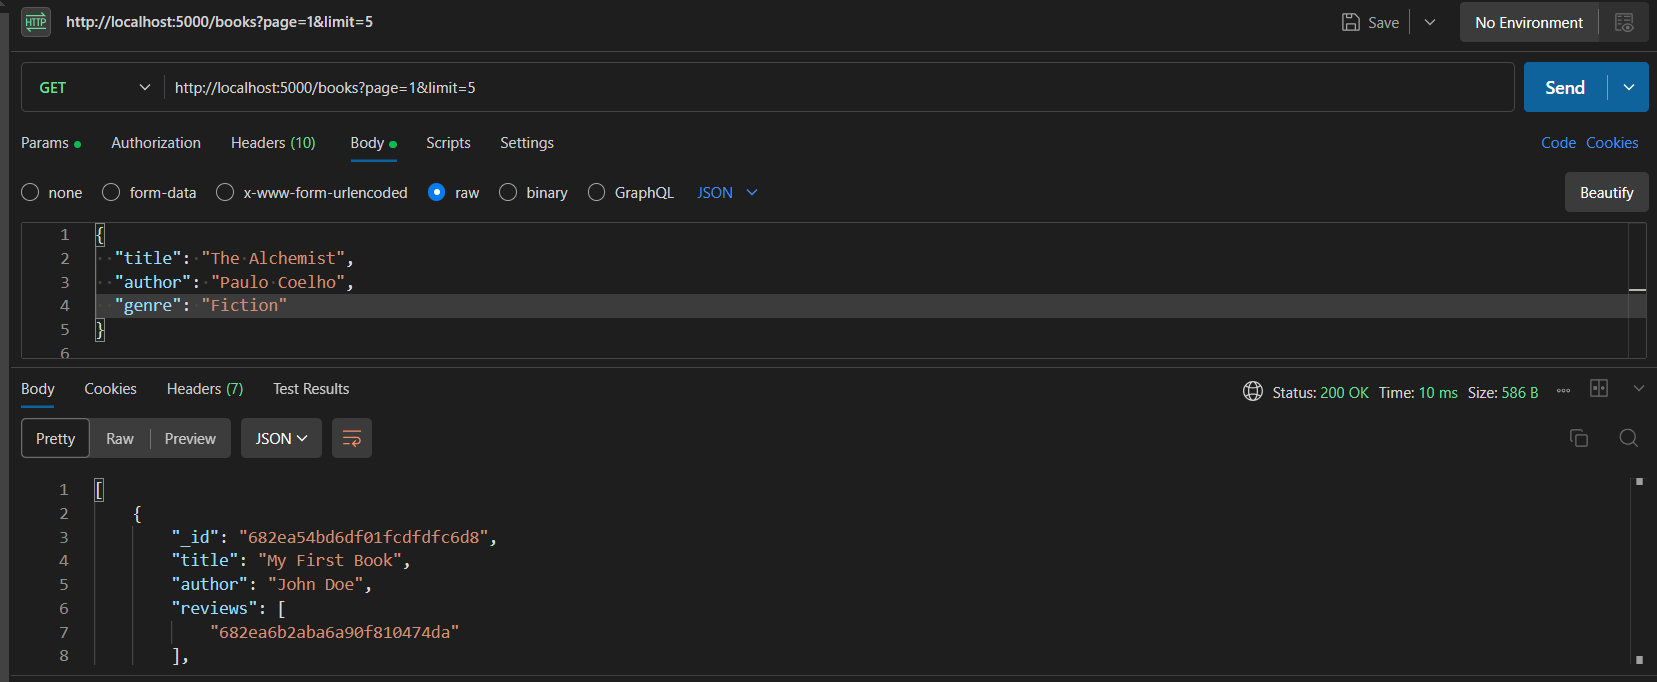 HTTP http://localhost:5000/books?page=1&limit=5 Save No Environment
GET http://localhost:5000/books?page=1&limit=5 Send
Params Authorization Headers (10) Body Scripts Settings Code Cookies
none form-data x-www-form-urlencoded raw binary GraphQL JSON Beautify
1 {
2 "title": "The Alchemist",
3 "author": "Paulo Coelho",
4 "genre": "Fiction"
5 }
6
Body Cookies Headers (7) Test Results Status: 200 OK Time: 10 ms Size: 586 B
Pretty Raw Preview JSON
1 [
2 {
3 "_id": "682ea54bd6df01fcdfdfc6d8",
4 "title": "My First Book",
5 "author": "John Doe",
6 "reviews": [
7 "682ea6b2aba6a90f810474da"
8 ],